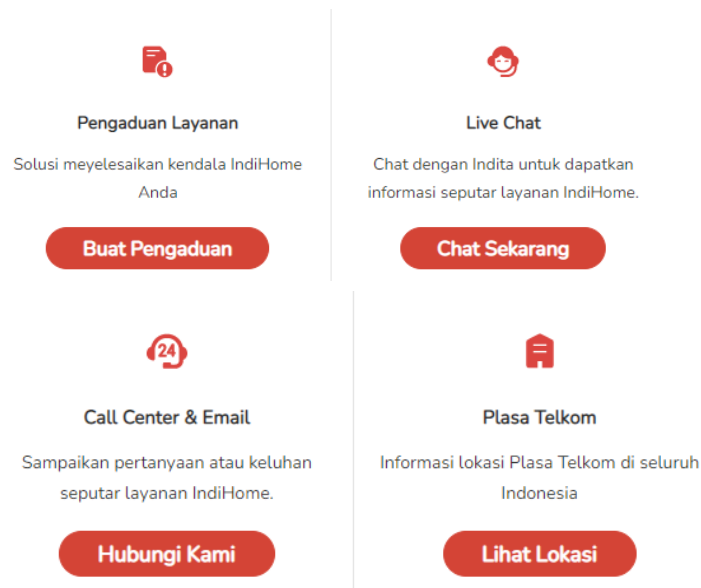 Pengaduan Layanan
Solusi meyelesaikan kendala IndiHome
Anda
Buat Pengaduan
Live Chat
Chat dengan Indita untuk dapatkan
informasi seputar layanan IndiHome.
Chat Sekarang
24
Call Center & Email
Sampaikan pertanyaan atau keluhan
seputar layanan IndiHome.
Hubungi Kami
Plasa Telkom
Informasi lokasi Plasa Telkom di seluruh
Indonesia
Lihat Lokasi